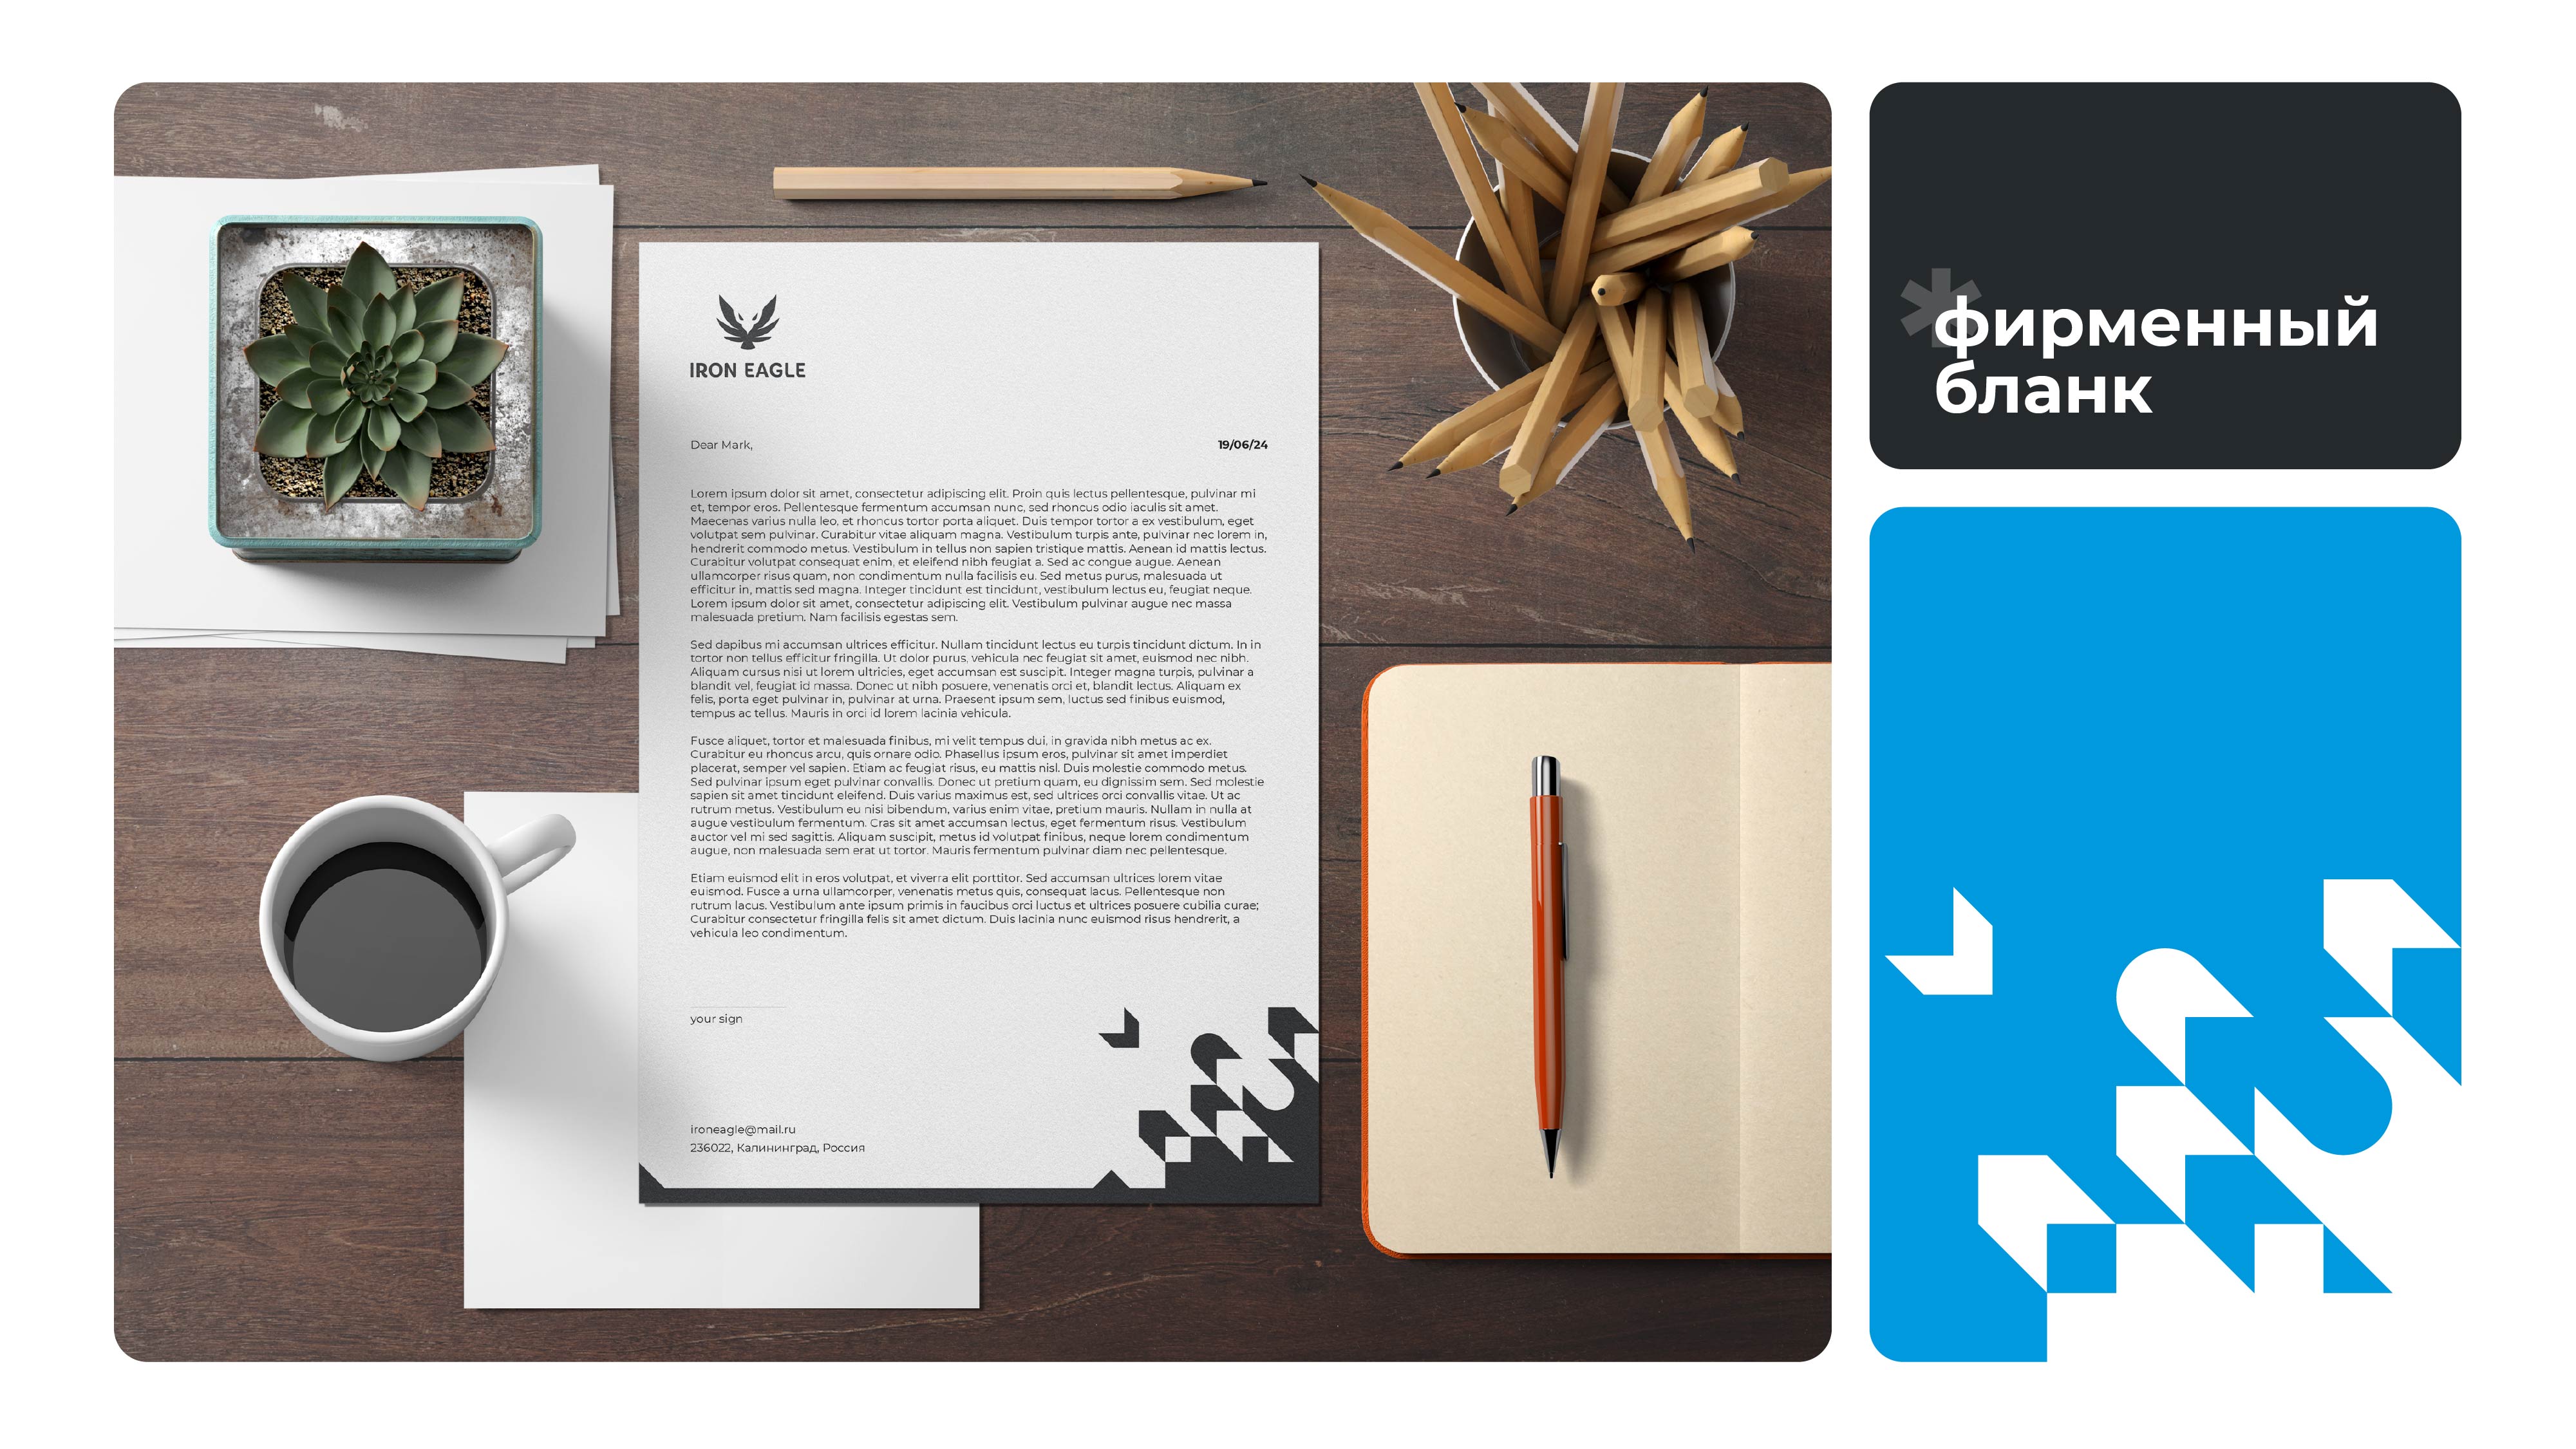 IRON EAGLE
Dear Mark,
19/06/24
Lorem ipsum dolor sit amet, consectetur adipiscing elit. Proin quis lectus pellentesque, pulvinar mi
et, tempor eros. Pellentesque fermentum accumsan nunc, sed rhoncus odio iaculis sit amet.
Maecenas varius nulla leo, et rhoncus tortor porta aliquet. Duis tempor tortor a ex vestibulum, eget
volutpat sem pulvinar. Curabitur vitae aliquam magna. Vestibulum turpis ante, pulvinar nec lorem in,
hendrerit commodo metus. Vestibulum in tellus non sapien tristique mattis. Aenean id mattis lectus.
Curabitur volutpat consequat enim, et eleifend nibh feugiat a. Sed ac congue augue. Aenean
ullamcorper risus quam, non condimentum nulla facilisis eu. Sed metus purus, malesuada ut
efficitur in, mattis sed magna. Integer tincidunt est tincidunt, vestibulum lectus eu, feugiat neque.
Lorem ipsum dolor sit amet, consectetur adipiscing elit. Vestibulum pulvinar augue nec massa
malesuada pretium. Nam facilisis egestas sem.
Sed dapibus mi accumsan ultrices efficitur. Nullam tincidunt lectus eu turpis tincidunt dictum. In in
tortor non tellus efficitur fringilla. Ut dolor purus, vehicula nec feugiat sit amet, euismod nec nibh.
Aliquam cursus nisi ut lorem ultricies, eget accumsan est suscipit. Integer magna turpis, pulvinar a
blandit vel, feugiat id massa. Donec ut nibh posuere, venenatis orci et, blandit lectus. Aliquam ex
felis, porta eget pulvinar in, pulvinar at urna. Praesent ipsum sem, luctus sed finibus euismod,
tempus ac tellus. Mauris in orci id lorem lacinia vehicula.
Fusce aliquet, tortor et malesuada finibus, mi velit tempus dui, in gravida nibh metus ac ex.
Curabitur eu rhoncus arcu, quis ornare odio. Phasellus ipsum eros, pulvinar sit amet imperdiet
placerat, semper vel sapien. Etiam ac feugiat risus, eu mattis nisl. Duis molestie commodo metus.
Sed pulvinar ipsum eget pulvinar convallis. Donec ut pretium quam, eu dignissim sem. Sed molestie
sapien sit amet tincidunt eleifend. Duis varius maximus est, sed ultrices orci convallis vitae. Ut ac
rutrum metus. Vestibulum eu nisi bibendum, varius enim vitae, pretium mauris. Nullam in nulla at
augue vestibulum fermentum. Cras sit amet accumsan lectus, eget fermentum risus. Vestibulum
auctor vel mi sed sagittis. Aliquam suscipit, metus id volutpat finibus, neque lorem condimentum
augue, non malesuada sem erat ut tortor. Mauris fermentum pulvinar diam nec pellentesque.
Etiam euismod elit in eros volutpat, et viverra elit porttitor. Sed accumsan ultrices lorem vitae
euismod. Fusce a urna ullamcorper, venenatis metus quis, consequat lacus. Pellentesque non
rutrum lacus. Vestibulum ante ipsum primis in faucibus orci luctus et ultrices posuere cubilia curae;
Curabitur consectetur fringilla felis sit amet dictum. Duis lacinia nunc euismod risus hendrerit, a
vehicula leo condimentum.
your sign
ironeagle@mail.ru
236022, Калининград, Россия
*фирменный
бланк